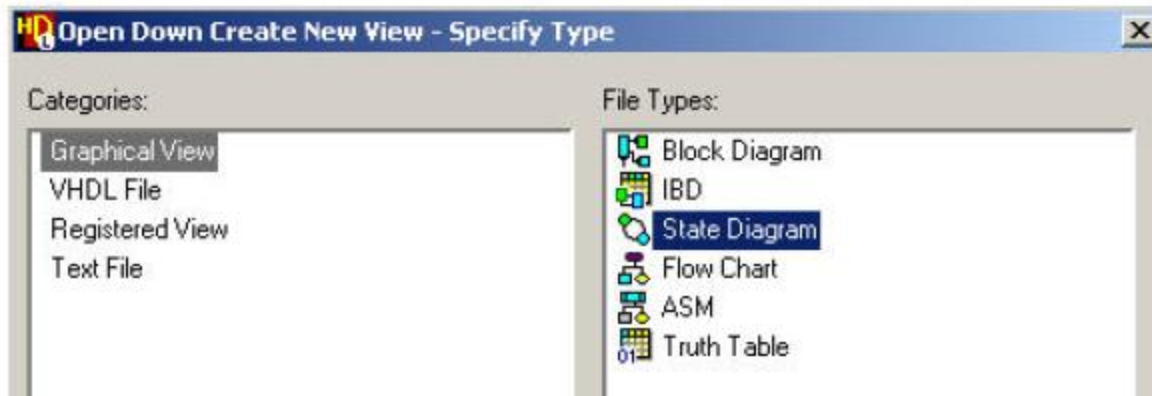 Open Down Create New View - Specify Type
Categories:
Graphical View
VHDL File
Registered View
Text File
File Types:
Block Diagram
IBD
State Diagram
Flow Chart
ASM
Truth Table